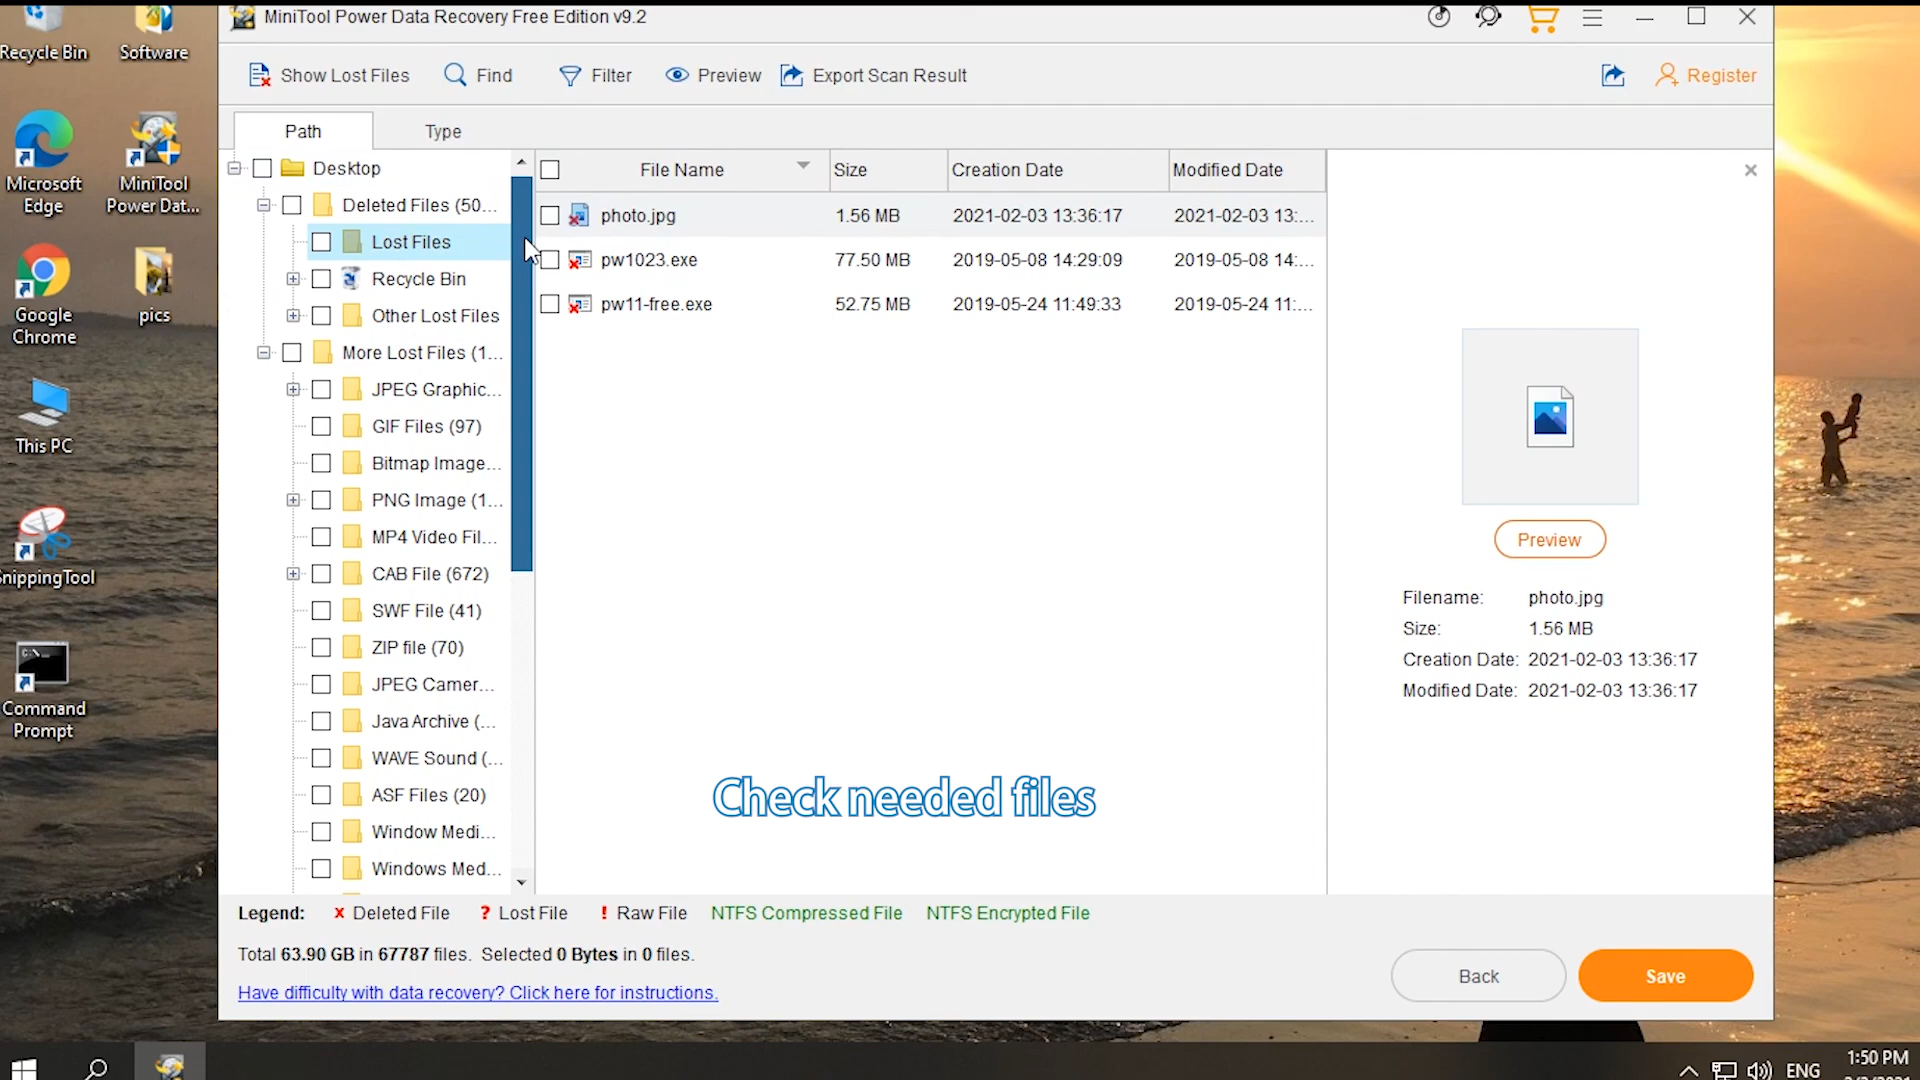 MiniTool Power Data Recovery Free Edition v9.2
Recycle Bin
Software
Show Lost Files
Find
Filter
Preview
Export Scan Result
Register
Path
Type
Microsoft
Edge
MiniTool
Power Dat...
Google
Chrome
pics
This PC
SnippingTool
Command
Prompt
Desktop
Deleted Files (50...
Lost Files
Recycle Bin
Other Lost Files
More Lost Files (1...
JPEG Graphic...
GIF Files (97)
Bitmap Image...
PNG Image (1...
MP4 Video Fil...
CAB File (672)
SWF File (41)
ZIP file (70)
JPEG Camer...
Java Archive (...
WAVE Sound (...
ASF Files (20)
Window Medi...
Windows Med...
File Name Size Creation Date Modified Date
photo.jpg 1.56 MB 2021-02-03 13:36:17 2021-02-03 13:...
pw1023.exe 77.50 MB 2019-05-08 14:29:09 2019-05-08 14:...
pw11-free.exe 52.75 MB 2019-05-24 11:49:33 2019-05-24 11:...
Check needed files
Preview
Filename: photo.jpg
Size: 1.56 MB
Creation Date: 2021-02-03 13:36:17
Modified Date: 2021-02-03 13:36:17
Legend: x Deleted File ? Lost File ! Raw File NTFS Compressed File NTFS Encrypted File
Total 63.90 GB in 67787 files. Selected 0 Bytes in 0 files.
Have difficulty with data recovery? Click here for instructions.
Back
Save
ENG
1:50 PM